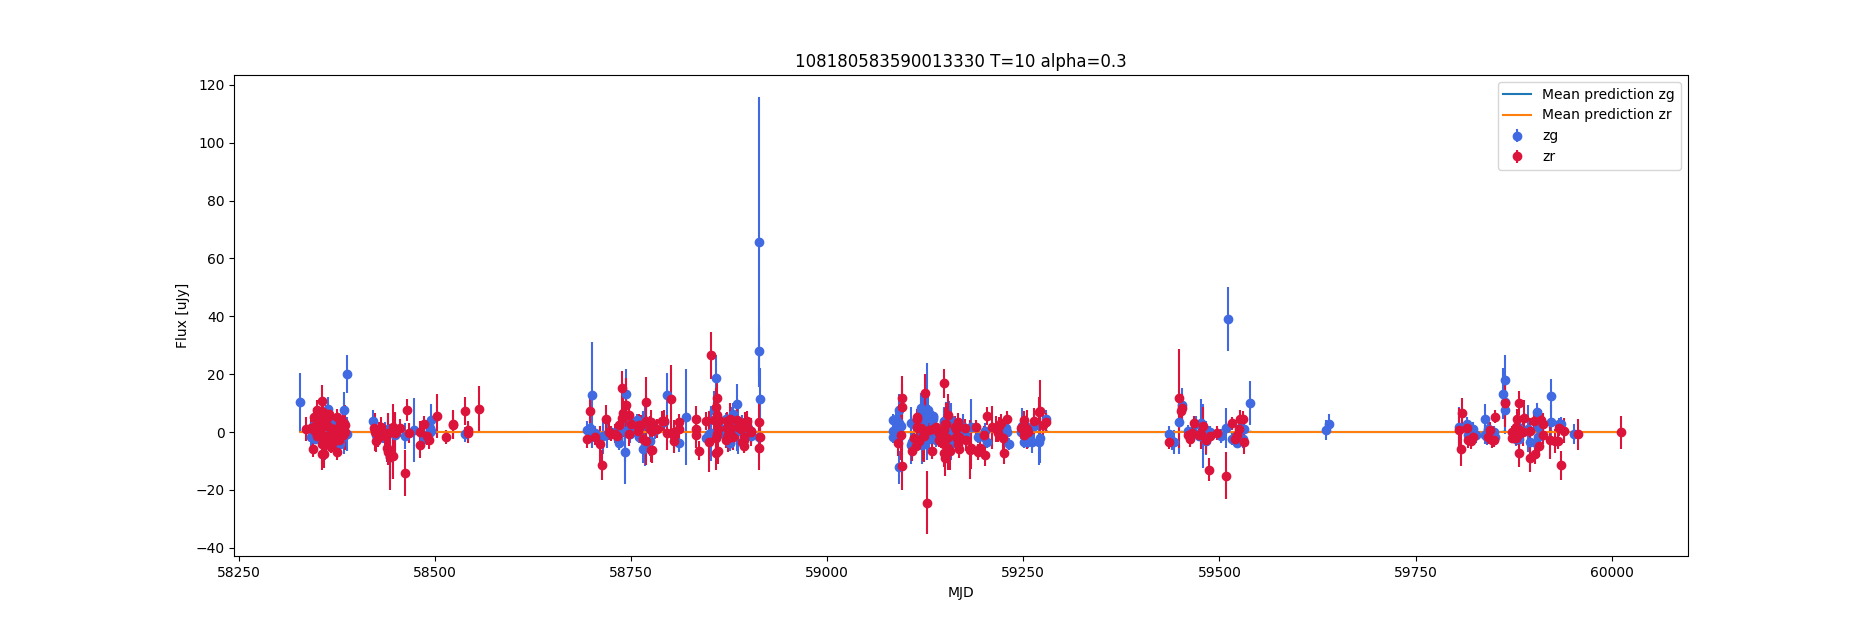 108180583590013330 T=10 alpha=0.3
Mean prediction zg
Mean prediction zr
zg
zr
120
100
80
60
40
20
0
−20
−40
Flux [uJy]
58250 58500 58750 59000 59250 59500 59750 60000
MJD